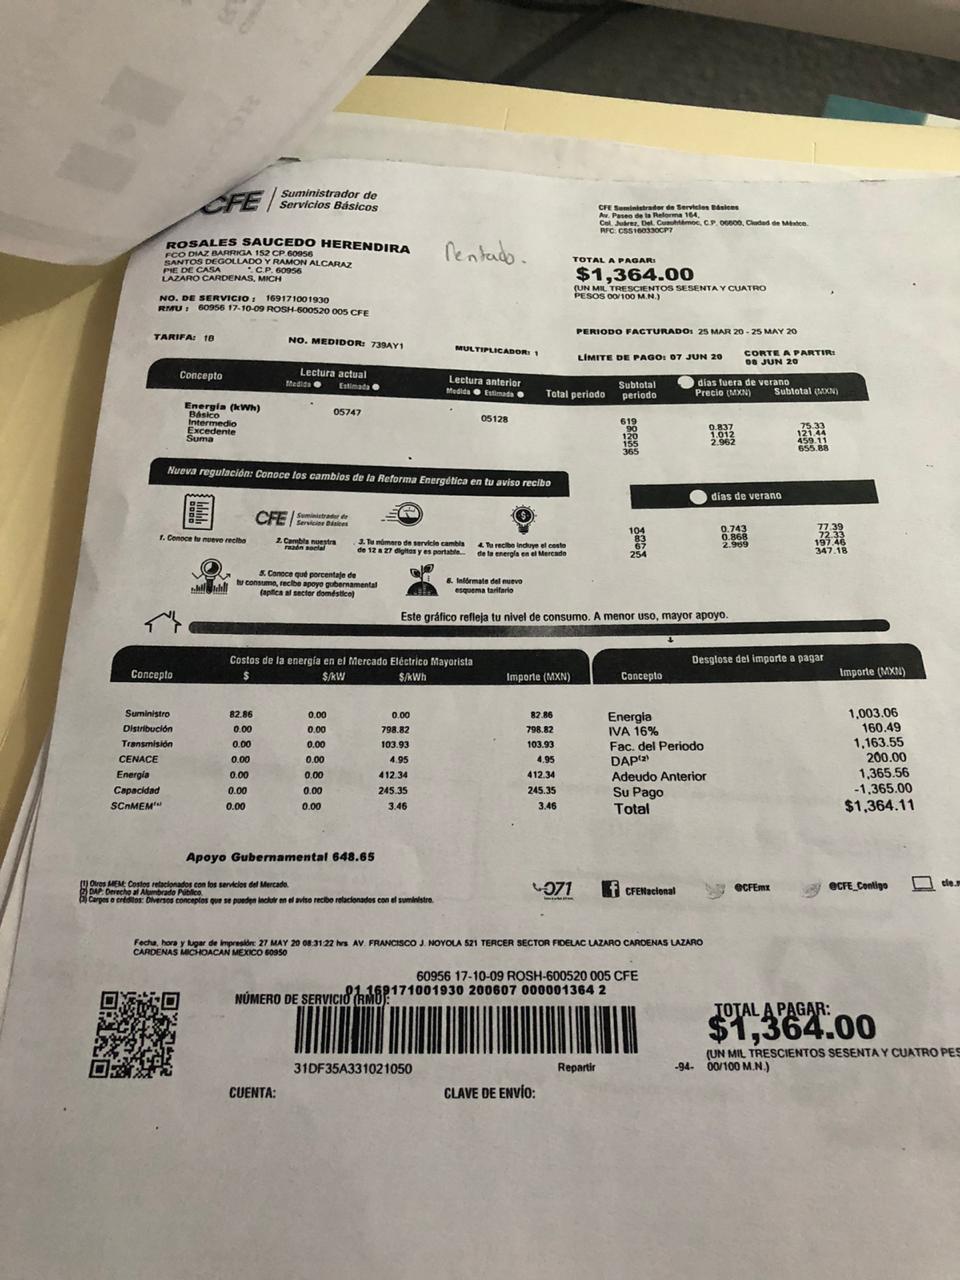 CFE Suministrador de
Servicios Básicos
CFE Suministrador de Servicios Básicos
Av. Paseo de la Reforma 164,
Col. Juárez, Del. Cuauhtémoc, C.P. 06600, Ciudad de México.
RFC: CSS160330CP7
ROSALES SAUCEDO HERENDIRA
FCO DIAZ BARRIGA 152 CP.60956
SANTOS DEGOLLADO Y RAMON ALCARAZ
PIE DE CASA *. C.P. 60956
LAZARO CARDENAS, MICH
Rentado.
TOTAL A PAGAR:
$1,364.00
(UN MIL TRESCIENTOS SESENTA Y CUATRO
PESOS 00/100 M.N.)
NO. DE SERVICIO : 169171001930
RMU : 60956 17-10-09 ROSH-600520 005 CFE
PERIODO FACTURADO: 25 MAR 20 - 25 MAY 20
TARIFA: 1B NO. MEDIDOR: 739AY1 MULTIPLICADOR: 1
LÍMITE DE PAGO: 07 JUN 20 CORTE A PARTIR:
08 JUN 20
Concepto Lectura actual Lectura anterior Total periodo Subtotal periodo días fuera de verano
Medida Estimada Medida Estimada Precio (MXN) Subtotal (MXN)
Energía (kWh) 05747 05128 619
Básico 90 0.837 75.33
Intermedio 120 1.012 121.44
Excedente 155 2.962 459.11
Suma 365 655.88
Nueva regulación: Conoce los cambios de la Reforma Energética en tu aviso recibo
días de verano
104 0.743 77.39
83 0.868 72.33
67 2.969 197.46
254 347.18
CFE Suministrador de
Servicios Básicos
1. Conoce tu nuevo recibo
2. Cambia nuestra
razón social
3. Tu número de servicio cambia
de 12 a 27 dígitos y es portable...
4. Tu recibo incluye el costo
de la energía en el Mercado
5. Conoce qué porcentaje de
tu consumo, recibe apoyo gubernamental
(aplica al sector doméstico)
6. Infórmate del nuevo
esquema tarifario
Este gráfico refleja tu nivel de consumo. A menor uso, mayor apoyo.
Costos de la energía en el Mercado Eléctrico Mayorista
Concepto $ $/kW $/kWh Importe (MXN)
Suministro 82.86 0.00 0.00 82.86
Distribución 0.00 0.00 798.82 798.82
Transmisión 0.00 0.00 103.93 103.93
CENACE 0.00 0.00 4.95 4.95
Energía 0.00 0.00 412.34 412.34
Capacidad 0.00 0.00 245.35 245.35
SCnMEM(1) 0.00 0.00 3.46 3.46
Desglose del importe a pagar
Concepto Importe (MXN)
Energía 1,003.06
IVA 16% 160.49
Fac. del Periodo 1,163.55
DAP(2) 200.00
Adeudo Anterior 1,365.56
Su Pago -1,365.00
Total $1,364.11
Apoyo Gubernamental 648.65
(1) Otros MEM: Costos relacionados con los servicios del Mercado.
(2) DAP: Derecho al Alumbrado Público.
(3) Cargos o créditos: Diversos conceptos que se pueden incluir en el aviso recibo relacionados con el suministro.
071
CFENacional
@CFEmx
@CFE_Contigo
Fecha, hora y lugar de impresión: 27 MAY 20 08:31:22 hrs AV. FRANCISCO J. NOYOLA 521 TERCER SECTOR FIDELAC LAZARO CARDENAS LAZARO
CARDENAS MICHOACAN MEXICO 60950
60956 17-10-09 ROSH-600520 005 CFE
01 169171001930 200607 000001364 2
NÚMERO DE SERVICIO (RMU):
TOTAL A PAGAR:
$1,364.00
(UN MIL TRESCIENTOS SESENTA Y CUATRO PES
00/100 M.N.)
31DF35A331021050 Repartir -94-
CUENTA: CLAVE DE ENVÍO: